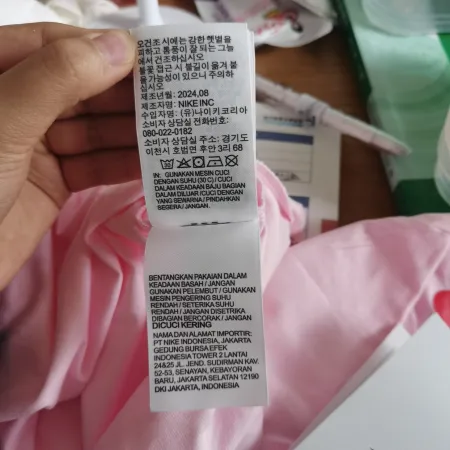 오건조 시에는 강한 햇볕을
피하고 통풍이 잘 되는 그늘
에서 건조하십시오
불꽃 접근 시 불길이 옮겨 붙
을 가능성이 있으니 주의하
십시오
제조년월: 2024.08
제조자명: NIKE INC
수입자명: (유)나이키코리아
소비자 상담실 전화번호:
080-022-0182
소비자 상담실 주소: 경기도
이천시 호법면 후안 3리 68
IN: GUNAKAN MESIN CUCI
DENGAN SUHU (30 C) / CUCI
DALAM KEADAAN BAJU BAGIAN
DALAM DILUAR /CUCI DENGAN
YANG SEWARNA / PINDAHKAN
SEGERA / JANGAN
BENTANGKAN PAKAIAN DALAM
KEADAAN BASAH / JANGAN
GUNAKAN PELEMBUT / GUNAKAN
MESIN PENGERING SUHU
RENDAH / SETERIKA SUHU
RENDAH / JANGAN DISETRIKA
DIBAGIAN BERCORAK / JANGAN
DICUCI KERING
NAMA DAN ALAMAT IMPORTIR:
PT NIKE INDONESIA, JAKARTA
GEDUNG BURSA EFEK
INDONESIA TOWER 2 LANTAI
24&25 JL. JEND. SUDIRMAN KAV.
52-53, SENAYAN, KEBAYORAN
BARU, JAKARTA SELATAN 12190
DKI JAKARTA, INDONESIA